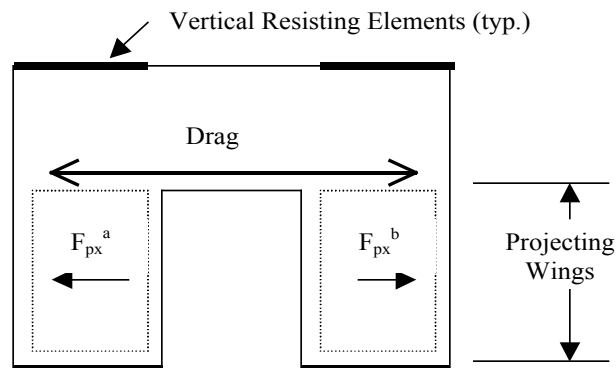 Vertical Resisting Elements (typ.)
Drag
F_px^a
F_px^b
Projecting
Wings